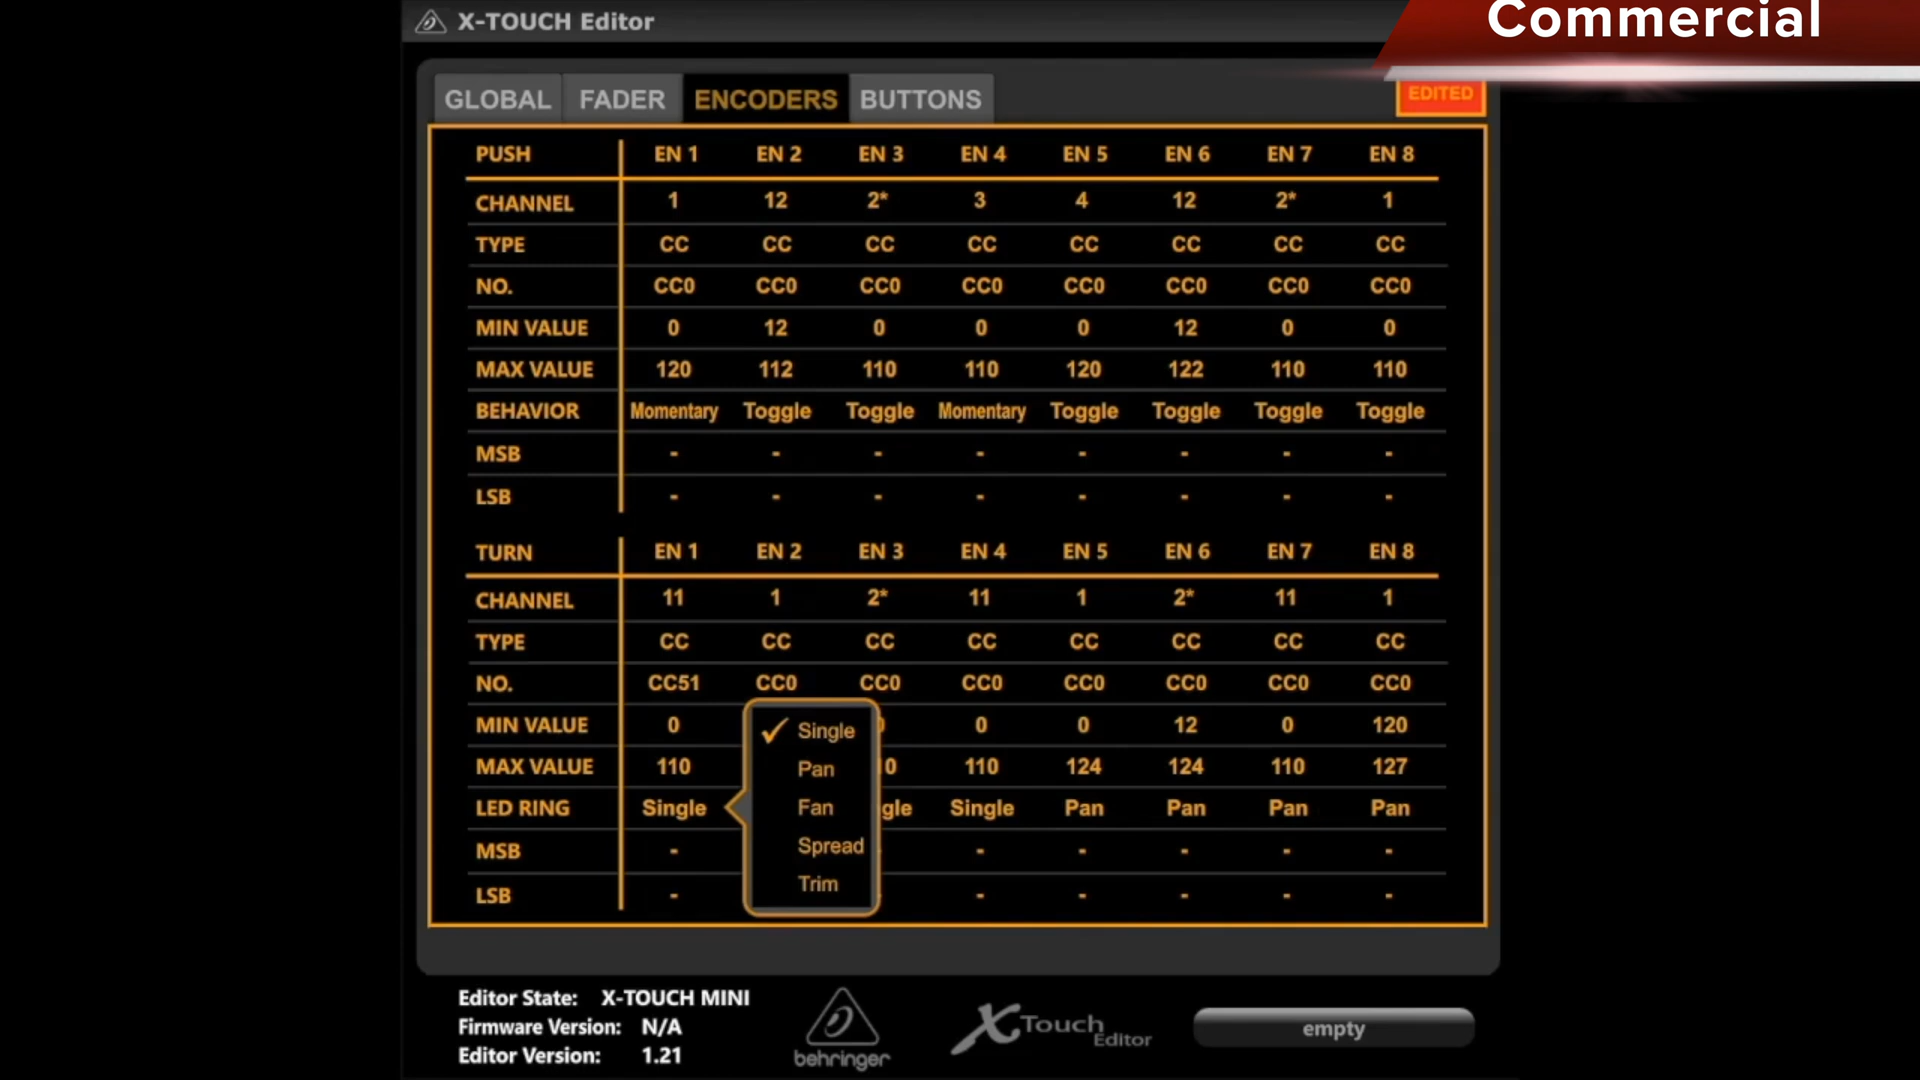 Commercial
X-TOUCH Editor
GLOBAL FADER ENCODERS BUTTONS EDITED
PUSH EN 1 EN 2 EN 3 EN 4 EN 5 EN 6 EN 7 EN 8
CHANNEL 1 12 2* 3 4 12 2* 1
TYPE CC CC CC CC CC CC CC CC
NO. CC0 CC0 CC0 CC0 CC0 CC0 CC0 CC0
MIN VALUE 0 12 0 0 0 12 0 0
MAX VALUE 120 112 110 110 120 122 110 110
BEHAVIOR Momentary Toggle Toggle Momentary Toggle Toggle Toggle Toggle
MSB - - - - - - - -
LSB - - - - - - - -
TURN EN 1 EN 2 EN 3 EN 4 EN 5 EN 6 EN 7 EN 8
CHANNEL 11 1 2* 11 1 2* 11 1
TYPE CC CC CC CC CC CC CC CC
NO. CC51 CC0 CC0 CC0 CC0 CC0 CC0 CC0
MIN VALUE 0 0 0 12 0 120
MAX VALUE 110 110 124 124 110 127
LED RING Single Single Pan Pan Pan Pan
MSB - - - - - -
LSB - - - - - -
Single
Pan
Fan
Spread
Trim
Editor State: X-TOUCH MINI
Firmware Version: N/A
Editor Version: 1.21
behringer
X Touch Editor
empty